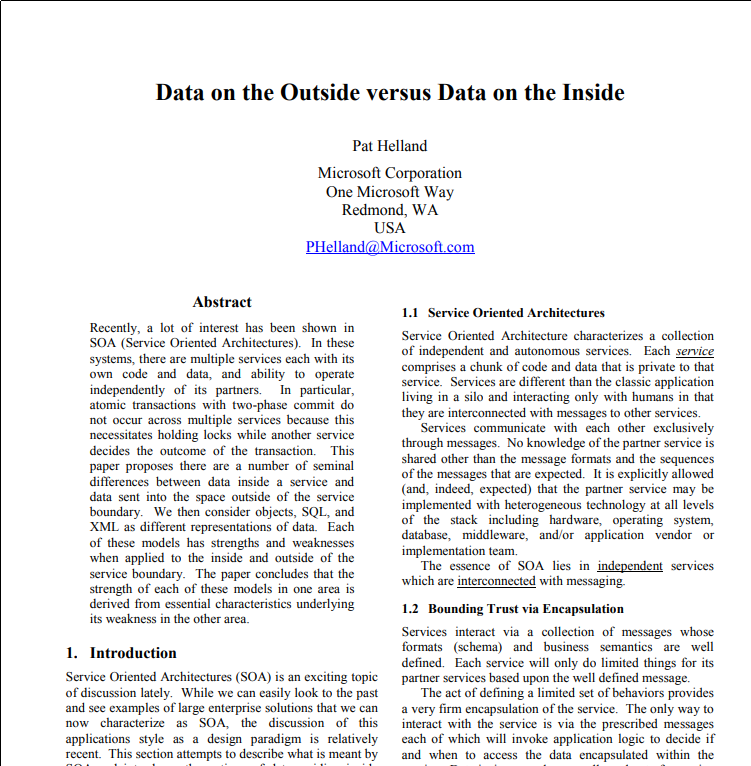 Data on the Outside versus Data on the Inside
Pat Helland
Microsoft Corporation
One Microsoft Way
Redmond, WA
USA
PHelland@Microsoft.com
Abstract
Recently, a lot of interest has been shown in
SOA (Service Oriented Architectures). In these
systems, there are multiple services each with its
own code and data, and ability to operate
independently of its partners. In particular,
atomic transactions with two-phase commit do
not occur across multiple services because this
necessitates holding locks while another service
decides the outcome of the transaction. This
paper proposes there are a number of seminal
differences between data inside a service and
data sent into the space outside of the service
boundary. We then consider objects, SQL, and
XML as different representations of data. Each
of these models has strengths and weaknesses
when applied to the inside and outside of the
service boundary. The paper concludes that the
strength of each of these models in one area is
derived from essential characteristics underlying
its weakness in the other area.
1. Introduction
Service Oriented Architectures (SOA) is an exciting topic
of discussion lately. While we can easily look to the past
and see examples of large enterprise solutions that we can
now characterize as SOA, the discussion of this
applications style as a design paradigm is relatively
recent. This section attempts to describe what is meant by
1.1 Service Oriented Architectures
Service Oriented Architecture characterizes a collection
of independent and autonomous services. Each service
comprises a chunk of code and data that is private to that
service. Services are different than the classic application
living in a silo and interacting only with humans in that
they are interconnected with messages to other services.
Services communicate with each other exclusively
through messages. No knowledge of the partner service is
shared other than the message formats and the sequences
of the messages that are expected. It is explicitly allowed
(and, indeed, expected) that the partner service may be
implemented with heterogeneous technology at all levels
of the stack including hardware, operating system,
database, middleware, and/or application vendor or
implementation team.
The essence of SOA lies in independent services
which are interconnected with messaging.
1.2 Bounding Trust via Encapsulation
Services interact via a collection of messages whose
formats (schema) and business semantics are well
defined. Each service will only do limited things for its
partner services based upon the well defined message.
The act of defining a limited set of behaviors provides
a very firm encapsulation of the service. The only way to
interact with the service is via the prescribed messages
each of which will invoke application logic to decide if
and when to access the data encapsulated within the